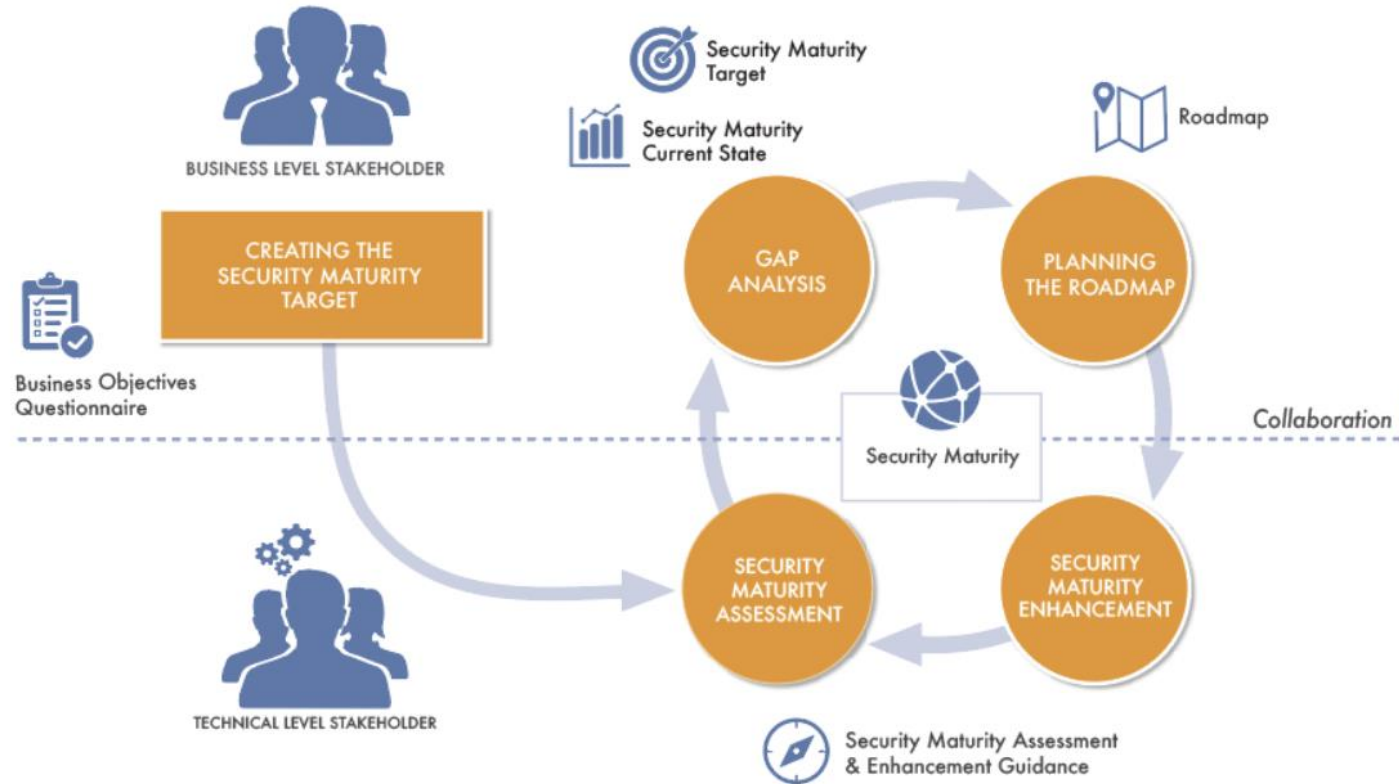 Security Maturity
Target
Security Maturity
Current State
Roadmap
BUSINESS LEVEL STAKEHOLDER
CREATING THE
SECURITY MATURITY
TARGET
GAP
ANALYSIS
PLANNING
THE ROADMAP
Business Objectives
Questionnaire
Collaboration
Security Maturity
SECURITY
MATURITY
ASSESSMENT
SECURITY
MATURITY
ENHANCEMENT
TECHNICAL LEVEL STAKEHOLDER
Security Maturity Assessment
& Enhancement Guidance